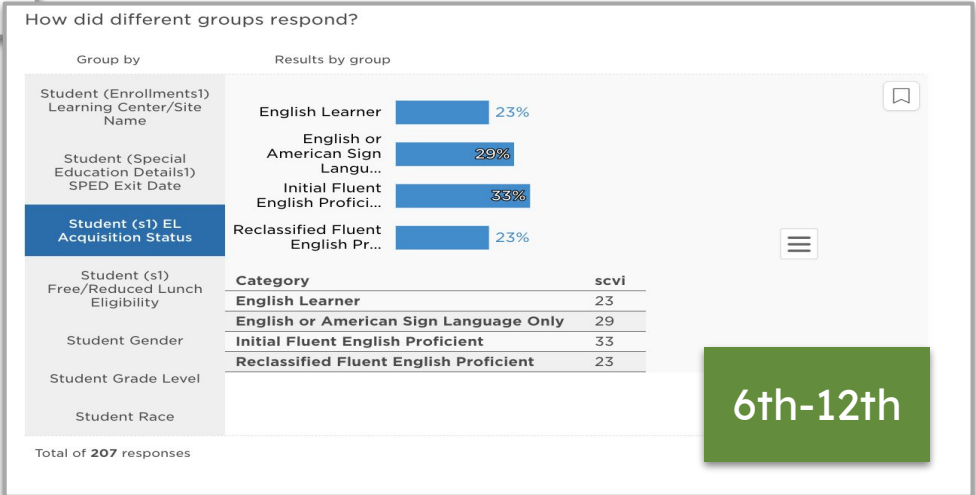 How did different groups respond?
Group by
Results by group
Student (Enrollments1)
Learning Center/Site
Name
Student (Special
Education Details1)
SPED Exit Date
Student (s1) EL
Acquisition Status
Student (s1)
Free/Reduced Lunch
Eligibility
Student Gender
Student Grade Level
Student Race
English Learner
23%
English or
American Sign
Langu...
29%
Initial Fluent
English Profici...
33%
Reclassified Fluent
English Pr...
23%
Category scvi
English Learner 23
English or American Sign Language Only 29
Initial Fluent English Proficient 33
Reclassified Fluent English Proficient 23
6th-12th
Total of 207 responses